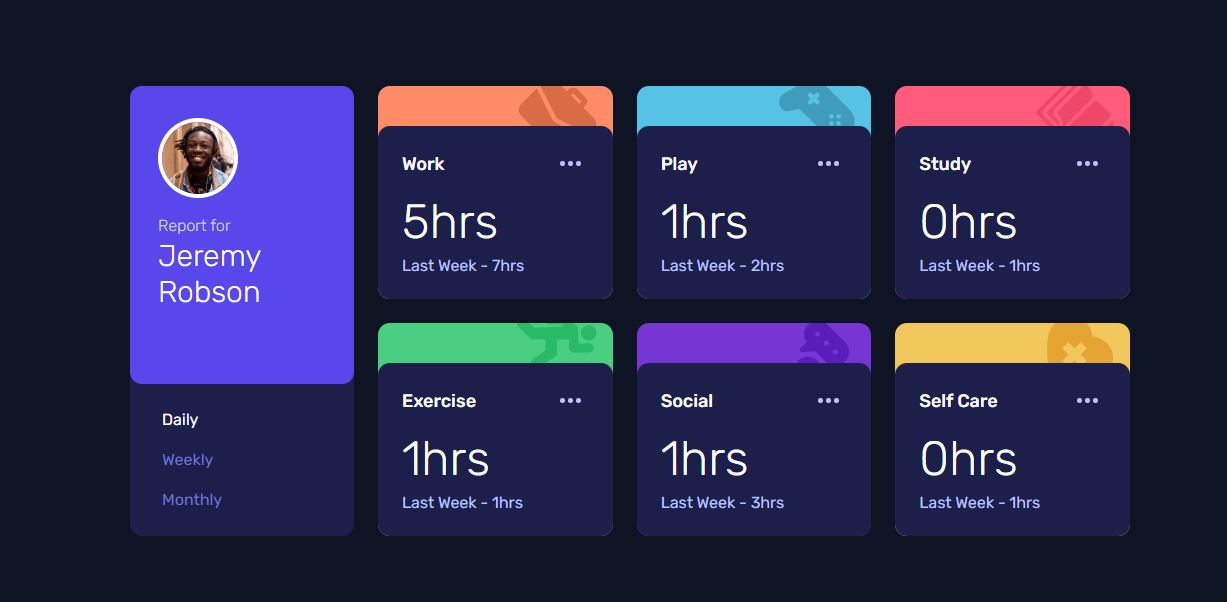 Report for
Jeremy
Robson
Daily
Weekly
Monthly
Work
5hrs
Last Week - 7hrs
Play
1hrs
Last Week - 2hrs
Study
0hrs
Last Week - 1hrs
Exercise
1hrs
Last Week - 1hrs
Social
1hrs
Last Week - 3hrs
Self Care
0hrs
Last Week - 1hrs